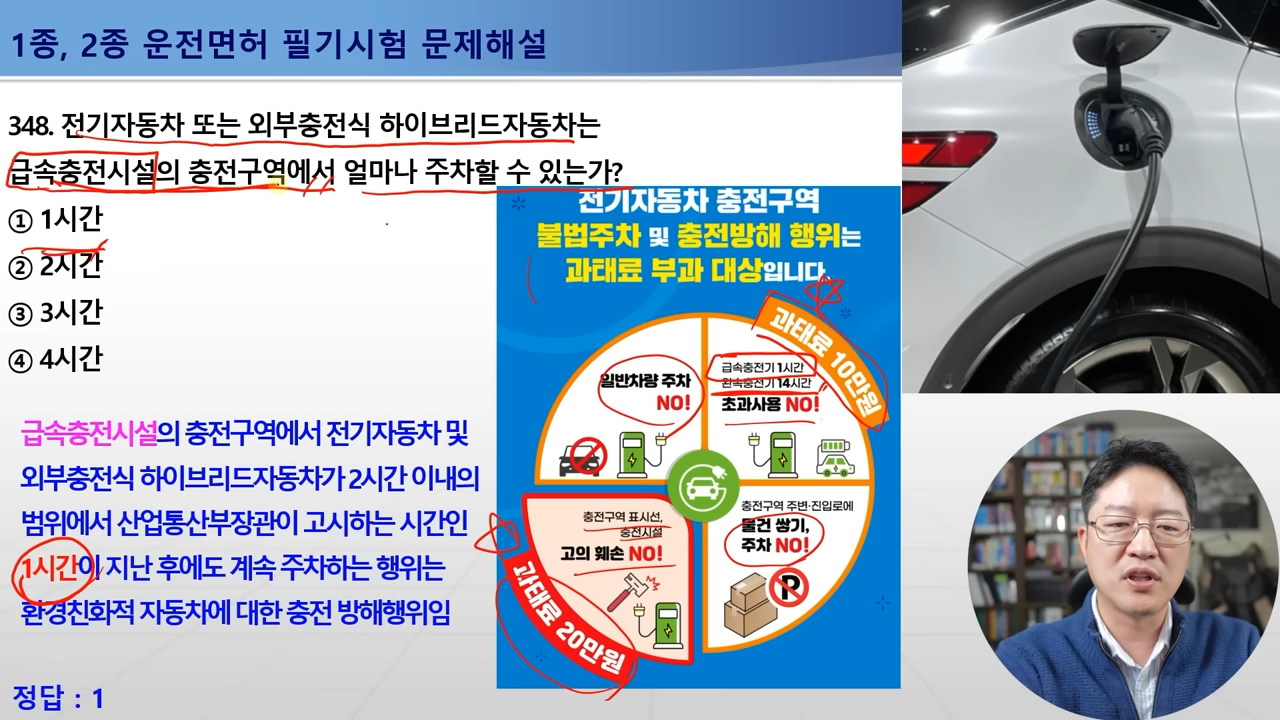 1종, 2종 운전면허 필기시험 문제해설
348. 전기자동차 또는 외부충전식 하이브리드자동차는
급속충전시설의 충전구역에서 얼마나 주차할 수 있는가?
① 1시간
② 2시간
③ 3시간
④ 4시간
급속충전시설의 충전구역에서 전기자동차 및
외부충전식 하이브리드자동차가 2시간 이내의
범위에서 산업통산부장관이 고시하는 시간인
1시간이 지난 후에도 계속 주차하는 행위는
환경친화적 자동차에 대한 충전 방해행위임
정답 : 1
전기자동차 충전구역
불법주차 및 충전방해 행위는
과태료 부과 대상입니다.
과태료 10만원
일반차량 주차
NO!
급속충전기 1시간
완속충전기 14시간
초과사용 NO!
충전구역 표시선,
충전시설
고의 훼손 NO!
과태료 20만원
충전구역 주변·진입로에
물건 쌓기,
주차 NO!
P